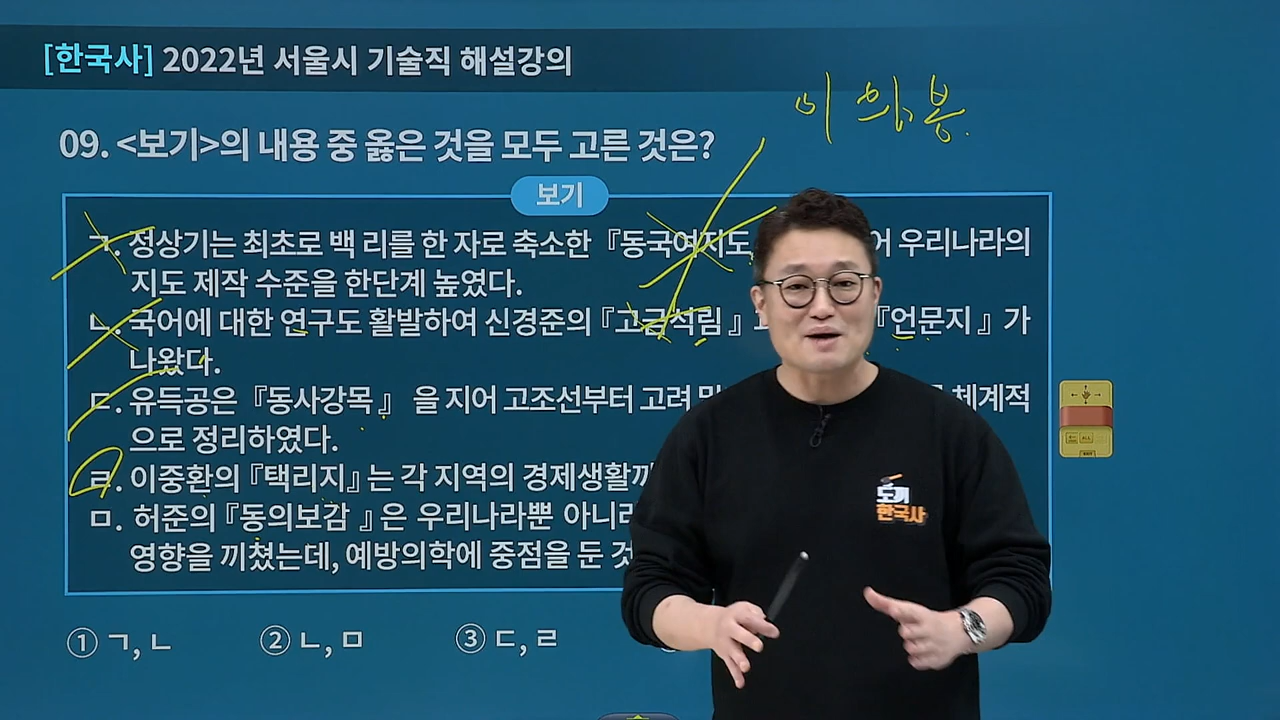 [한국사] 2022년 서울시 기술직 해설강의
이 의 봉
09. <보기>의 내용 중 옳은 것을 모두 고른 것은?
보기
ㄱ. 정상기는 최초로 백 리를 한 자로 축소한 『동국여지도 어 우리나라의
지도 제작 수준을 한단계 높였다.
ㄴ. 국어에 대한 연구도 활발하여 신경준의 『고금석림 』 『언문지 』 가
나왔다.
ㄷ. 유득공은 『동사강목 』 을 지어 고조선부터 고려 체계적
으로 정리하였다.
ㄹ. 이중환의 『택리지』 는 각 지역의 경제생활까
ㅁ. 허준의 『동의보감 』 은 우리나라뿐 아니라
영향을 끼쳤는데, 예방의학에 중점을 둔
도끼
한국사
① ㄱ, ㄴ ② ㄴ, ㅁ ③ ㄷ, ㄹ